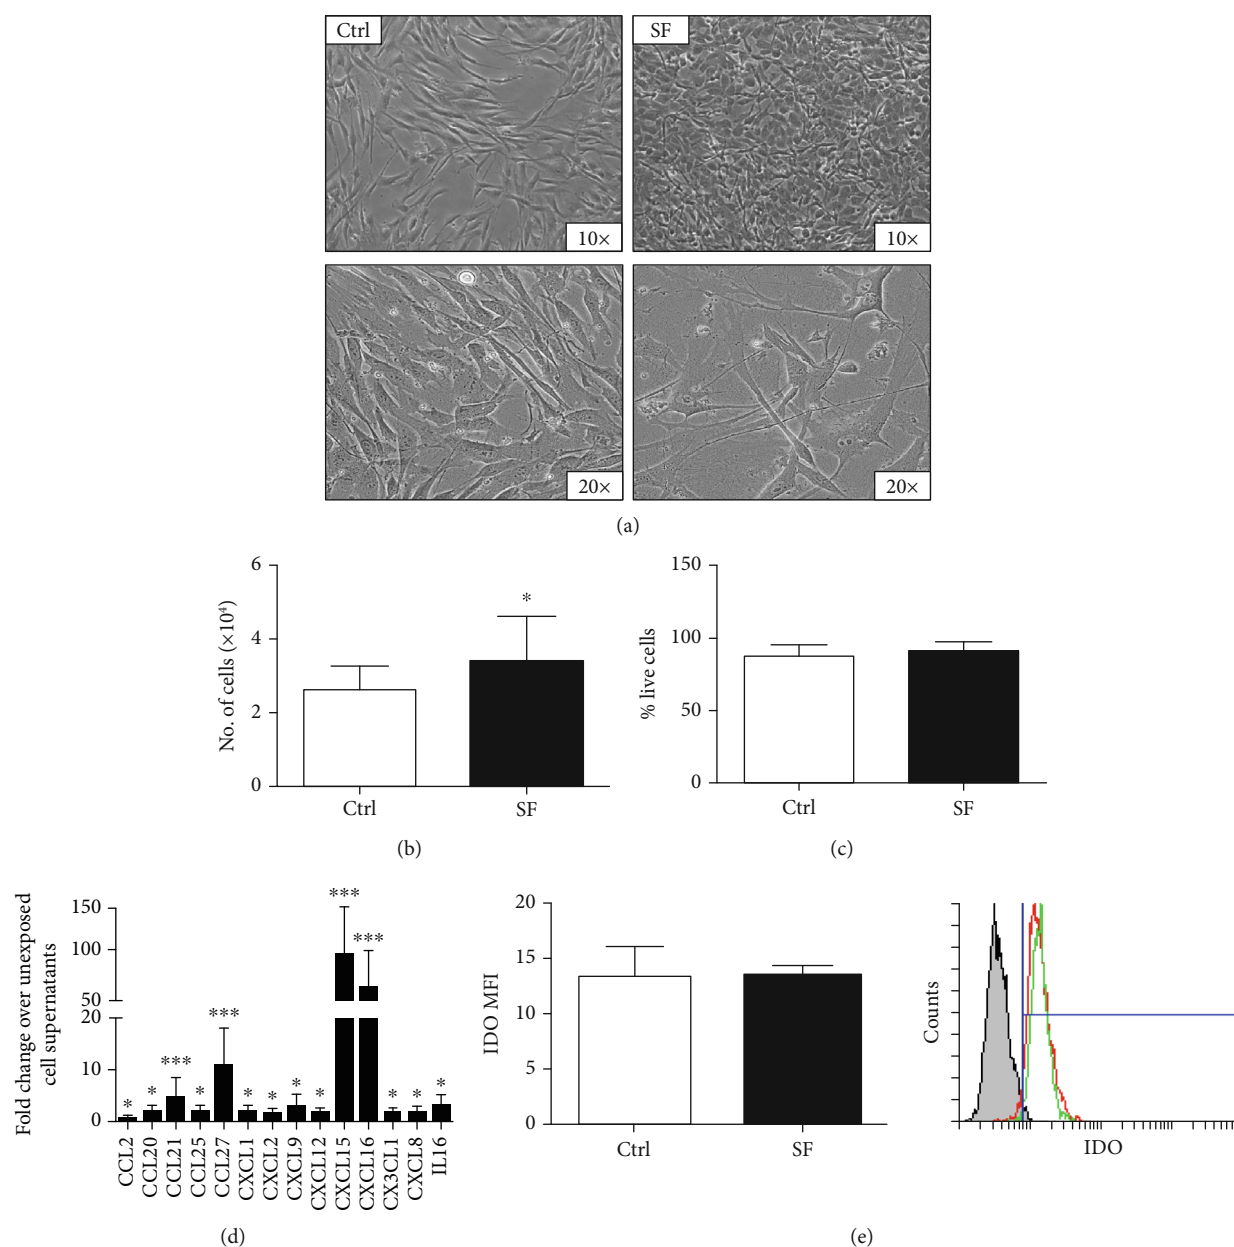 Ctrl
SF
10×
10×
20×
20×
(a)
No. of cells (×10⁴)
6
4
2
0
*
Ctrl
SF
(b)
% live cells
150
100
50
0
Ctrl
SF
(c)
Fold change over unexposed
cell supernatants
150
100
50
20
10
0
*
*
***
*
***
*
*
*
*
***
***
*
*
*
CCL2
CCL20
CCL21
CCL25
CCL27
CXCL1
CXCL2
CXCL9
CXCL12
CXCL15
CXCL16
CX3CL1
CXCL8
IL16
(d)
IDO MFI
20
15
10
5
0
Ctrl
SF
Counts
IDO
(e)